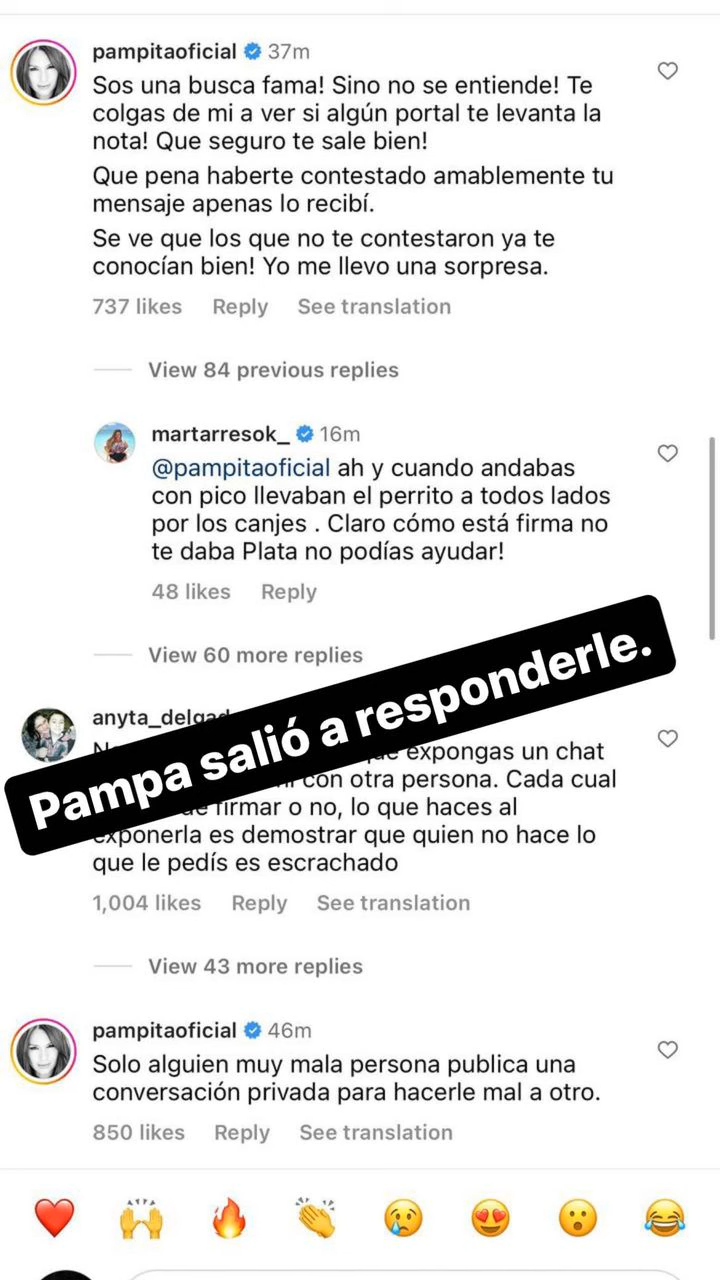 pampitaoficial 37m
Sos una busca fama! Sino no se entiende! Te
colgas de mi a ver si algún portal te levanta la
nota! Que seguro te sale bien!
Que pena haberte contestado amablemente tu
mensaje apenas lo recibí.
Se ve que los que no te contestaron ya te
conocían bien! Yo me llevo una sorpresa.
737 likes Reply See translation
View 84 previous replies
martarresok_ 16m
@pampitaoficial ah y cuando andabas
con pico llevaban el perrito a todos lados
por los canjes . Claro cómo está firma no
te daba Plata no podías ayudar!
48 likes Reply
View 60 more replies
Pampa salió a responderle.
expongas un chat
con otra persona. Cada cual
firmar o no, lo que haces al
exponerla es demostrar que quien no hace lo
que le pedís es escrachado
1,004 likes Reply See translation
View 43 more replies
pampitaoficial 46m
Solo alguien muy mala persona publica una
conversación privada para hacerle mal a otro.
850 likes Reply See translation